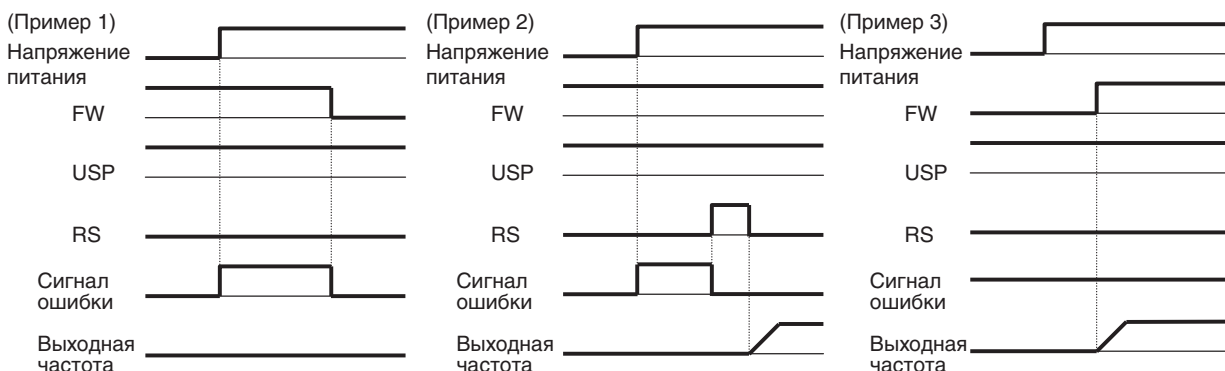 (Пример 1)
Напряжение
питания
FW
USP
RS
Сигнал
ошибки
Выходная
частота
(Пример 2)
Напряжение
питания
FW
USP
RS
Сигнал
ошибки
Выходная
частота
(Пример 3)
Напряжение
питания
FW
USP
RS
Сигнал
ошибки
Выходная
частота